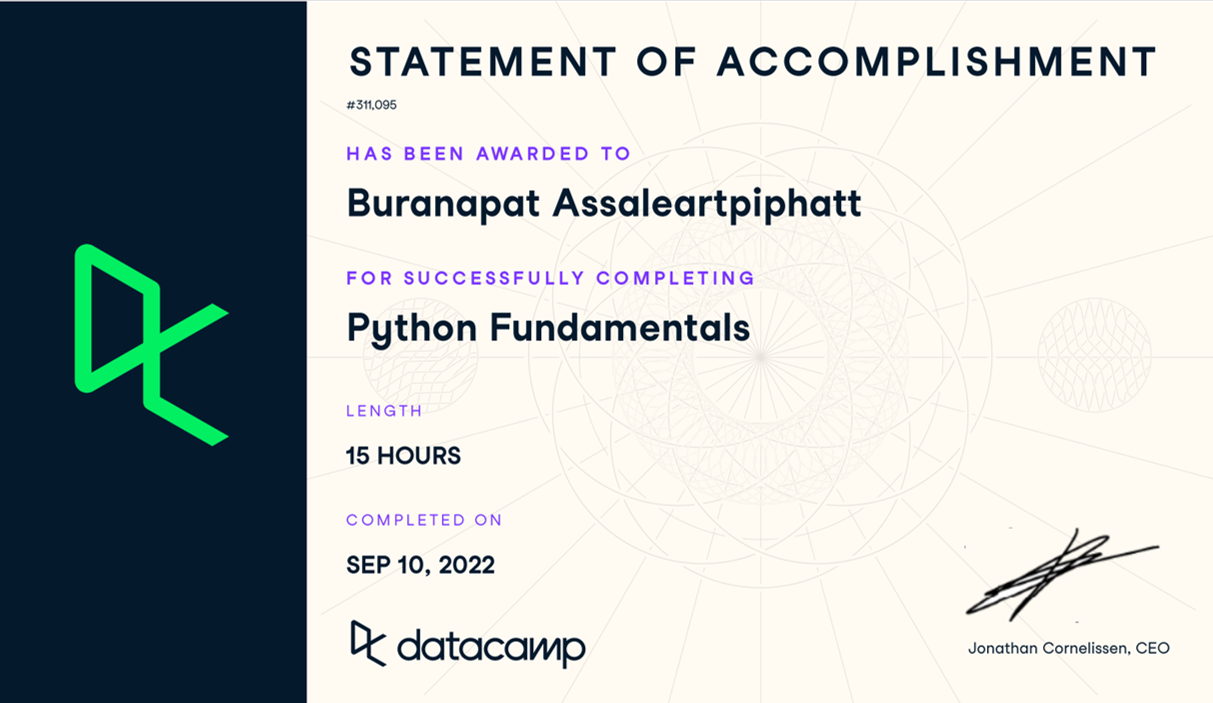 STATEMENT OF ACCOMPLISHMENT
#311,095
HAS BEEN AWARDED TO
Buranapat Assaleartpiphatt
FOR SUCCESSFULLY COMPLETING
Python Fundamentals
LENGTH
15 HOURS
COMPLETED ON
SEP 10, 2022
datacamp
Jonathan Cornelissen, CEO